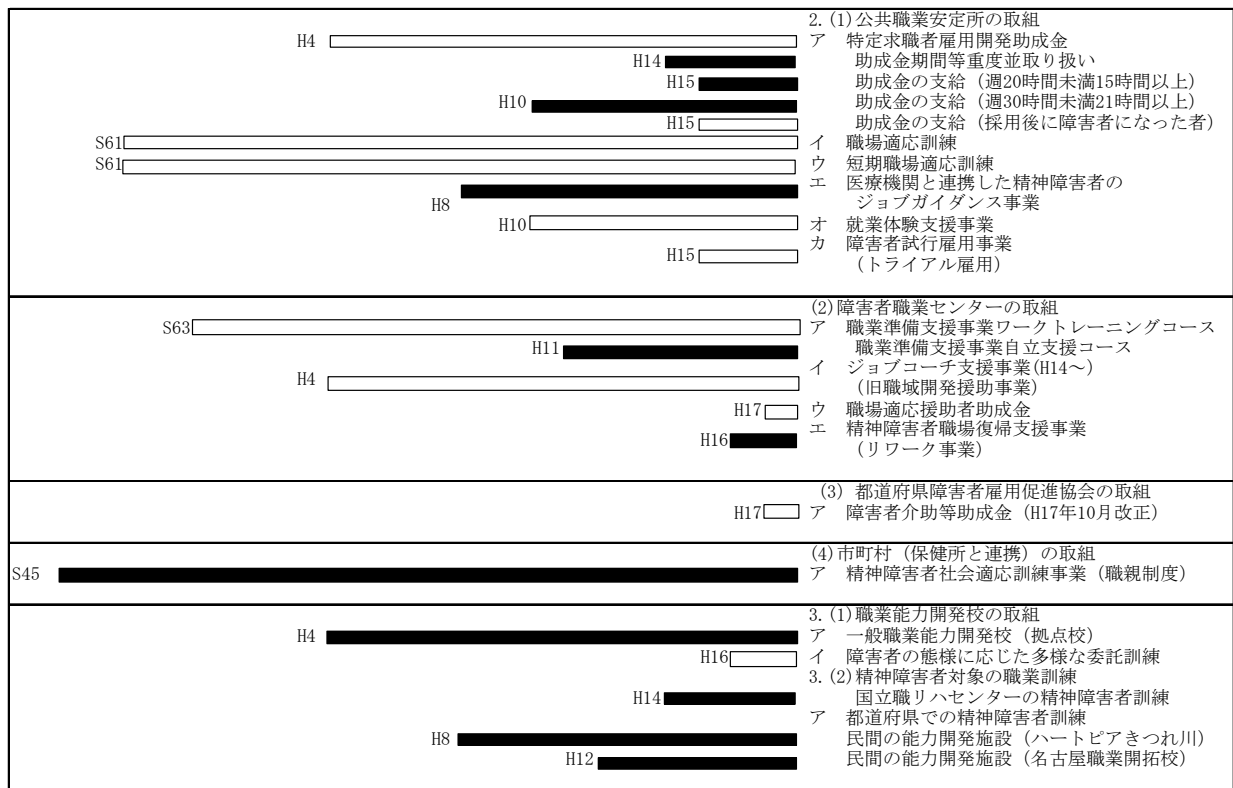 2.(1)公共職業安定所の取組
H4 ア 特定求職者雇用開発助成金
H14 助成金期間等重度並取り扱い
H15 助成金の支給（週20時間未満15時間以上）
H10 助成金の支給（週30時間未満21時間以上）
H15 助成金の支給（採用後に障害者になった者）
S61 イ 職場適応訓練
S61 ウ 短期職場適応訓練
エ 医療機関と連携した精神障害者の
H8 ジョブガイダンス事業
H10 オ 就業体験支援事業
カ 障害者試行雇用事業
H15 （トライアル雇用）
(2)障害者職業センターの取組
S63 ア 職業準備支援事業ワークトレーニングコース
H11 職業準備支援事業自立支援コース
イ ジョブコーチ支援事業(H14～)
H4 （旧職域開発援助事業）
H17 ウ 職場適応援助者助成金
エ 精神障害者職場復帰支援事業
H16 （リワーク事業）
(3) 都道府県障害者雇用促進協会の取組
H17 ア 障害者介助等助成金（H17年10月改正）
(4)市町村（保健所と連携）の取組
S45 ア 精神障害者社会適応訓練事業（職親制度）
3.(1)職業能力開発校の取組
H4 ア 一般職業能力開発校（拠点校）
H16 イ 障害者の態様に応じた多様な委託訓練
3.(2)精神障害者対象の職業訓練
H14 国立職リハセンターの精神障害者訓練
ア 都道府県での精神障害者訓練
H8 民間の能力開発施設（ハートピアきつれ川）
H12 民間の能力開発施設（名古屋職業開拓校）